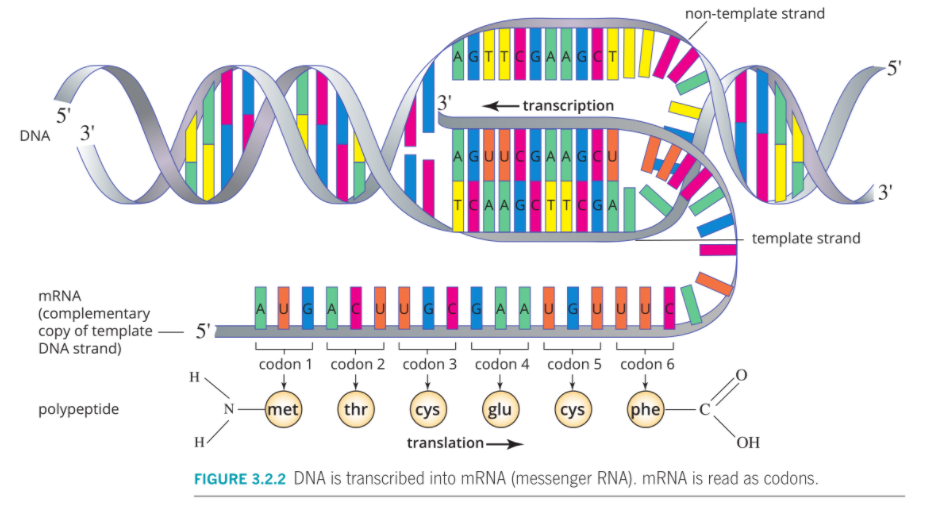 non-template strand
A G T T C G A A G C T
5'
5'
DNA
3'
3'
transcription
A G U U C G A A G C U
T C A A G C T T C G A
3'
template strand
mRNA
(complementary
copy of template
DNA strand)
5'
A U G A C U U G C G A A U G U U U C
codon 1 codon 2 codon 3 codon 4 codon 5 codon 6
H
O
polypeptide
N met thr cys glu cys phe C
H
OH
translation
FIGURE 3.2.2 DNA is transcribed into mRNA (messenger RNA). mRNA is read as codons.